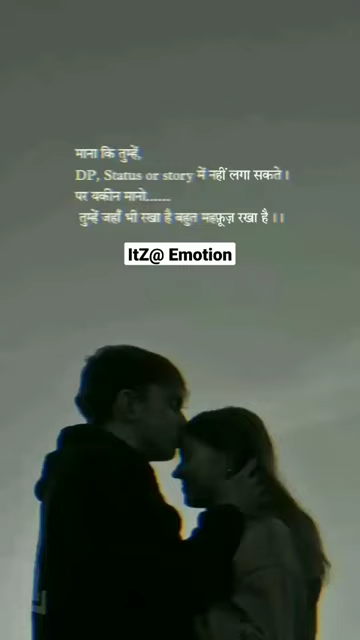 माना कि तुम्हें,
DP, Status or story में नहीं लगा सकते ।
पर यकीन मानो.......
तुम्हें जहाँ भी रखा है बहुत महफ़ूज़ रखा है ।।
ItZ@ Emotion